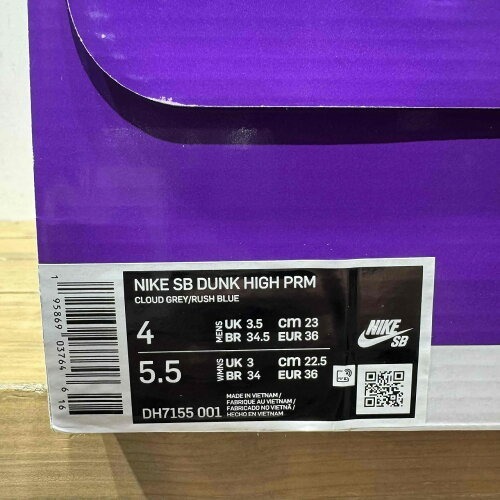 NIKE SB DUNK HIGH PRM
CLOUD GREY/RUSH BLUE
4 MENS UK 3.5 cm 23
BR 34.5 EUR 36
5.5 WMNS UK 3 cm 22.5
BR 34 EUR 36
DH7155 001
MADE IN VIETNAM /
FABRIQUE AU VIETNAM /
FABRICADO NO VIETNÃ /
HECHO EN VIETNAM
NIKE
SB
1 95869 03764 6 16